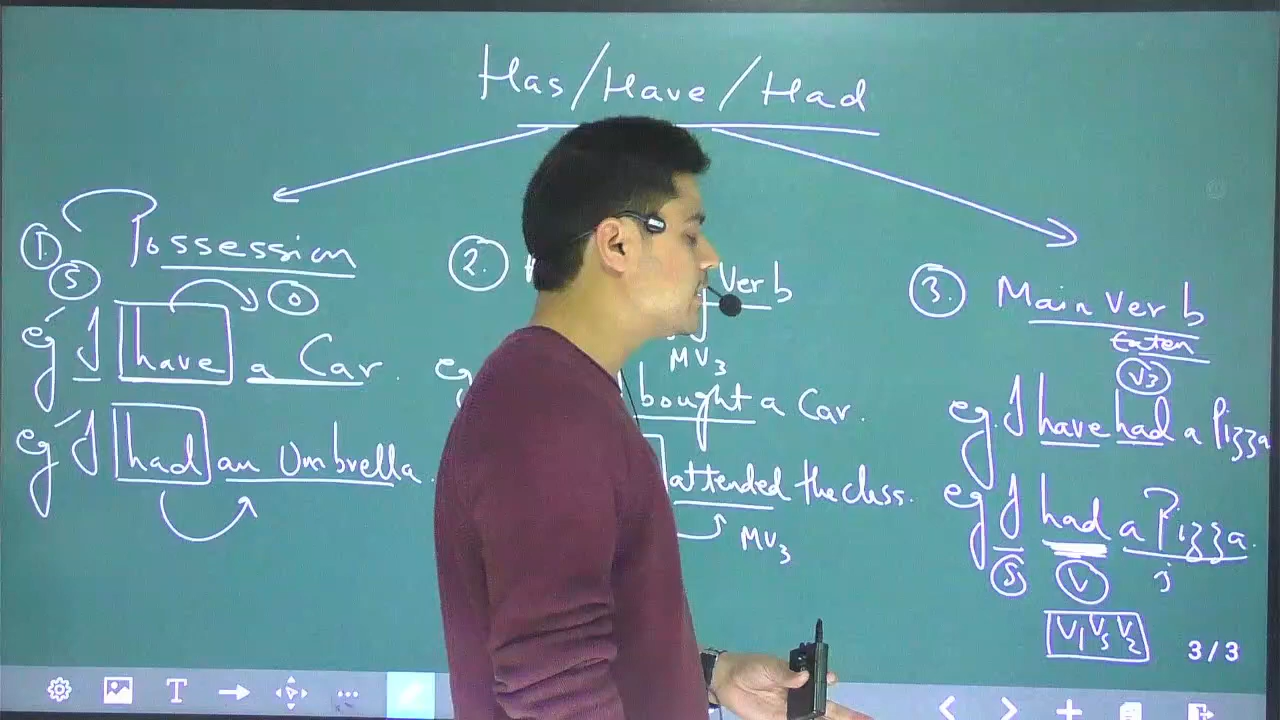 Has/Have/Had
1. Possession
S
O
eg I have a Car.
eg I had an Umbrella.
2. Verb
MV3
eg bought a Car.
attended the class.
MV3
3. Main Verb
Eaten
V3
eg. I have had a Pizza
eg I had a Pizza.
S V
V1 V3 V2
3/3
T